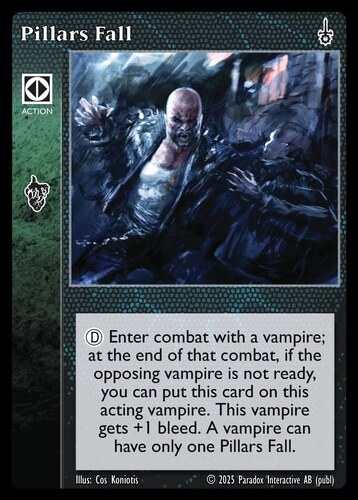 Pillars Fall
ACTION
Ⓓ Enter combat with a vampire;
at the end of that combat, if the
opposing vampire is not ready,
you can put this card on this
acting vampire. This vampire
gets +1 bleed. A vampire can
have only one Pillars Fall.
Illus: Cos Koniotis © 2025 Paradox Interactive AB (publ)